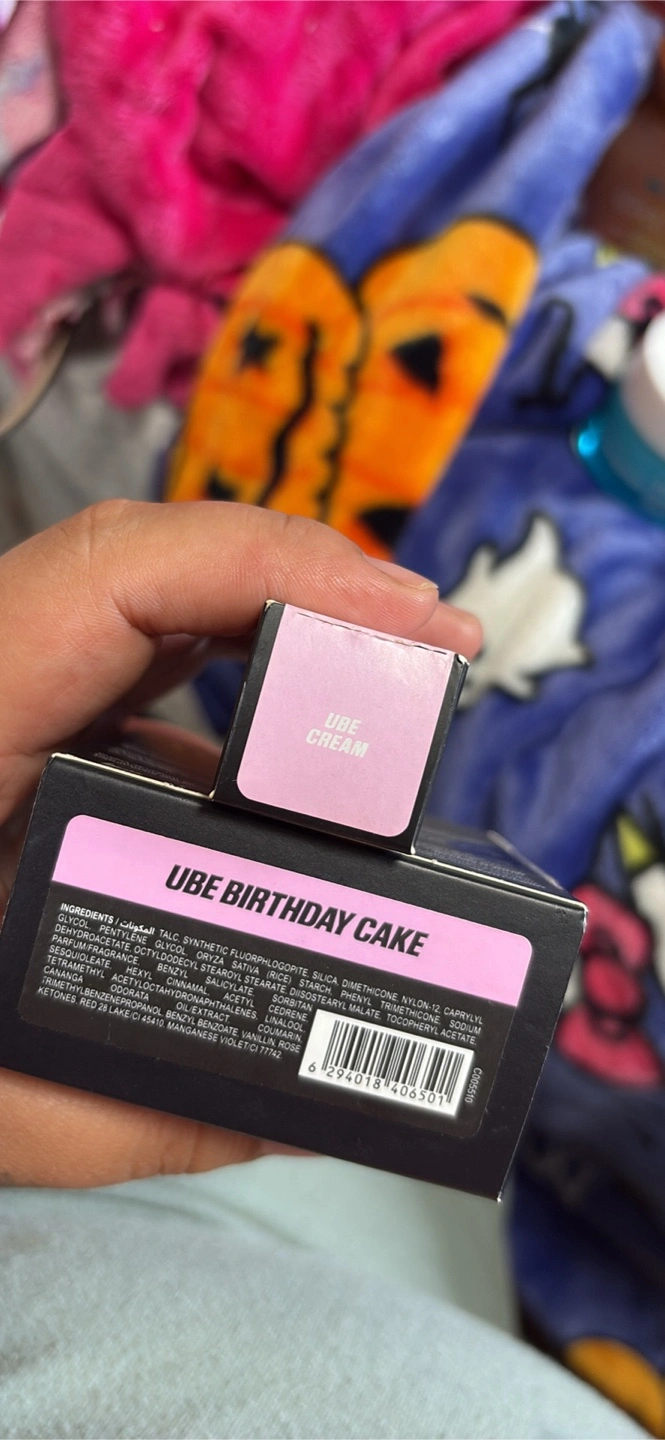 UBE
CREAM
UBE BIRTHDAY CAKE
INGREDIENTS / المكونات: TALC, SYNTHETIC FLUORPHLOGOPITE, SILICA, DIMETHICONE, NYLON-12, CAPRYLYL
GLYCOL, PENTYLENE GLYCOL, ORYZA SATIVA (RICE) STARCH, PHENYL TRIMETHICONE, SODIUM
DEHYDROACETATE, OCTYLDODECYL STEAROYL STEARATE, DIISOSTEARYL MALATE, TOCOPHERYL ACETATE,
PARFUM/FRAGRANCE, BENZYL SALICYLATE, SORBITAN
SESQUIOLEATE, HEXYL CINNAMAL, ACETYL CEDRENE,
TETRAMETHYL ACETYLOCTAHYDRONAPHTHALENES, LINALOOL,
CANANGA ODORATA OIL/EXTRACT, COUMARIN,
TRIMETHYLBENZENEPROPANOL, BENZYL BENZOATE, VANILLIN, ROSE
KETONES, RED 28 LAKE/CI 45410, MANGANESE VIOLET/CI 77742.
6 294018 406501
C005510